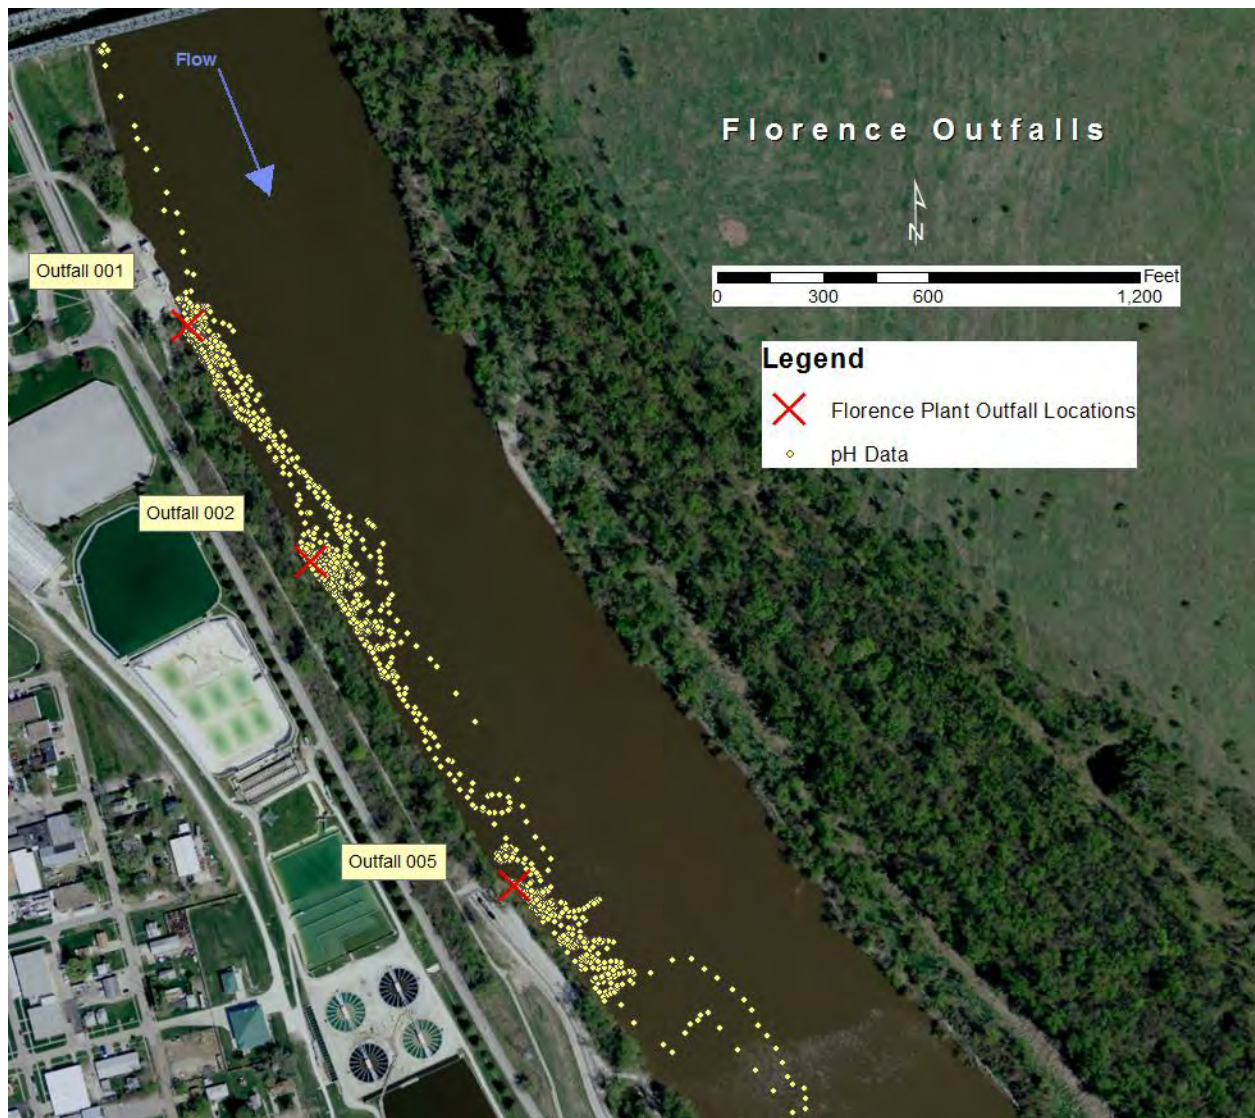 Flow
Florence Outfalls
N
Feet
0 300 600 1,200
Outfall 001
Legend
Florence Plant Outfall Locations
pH Data
Outfall 002
Outfall 005